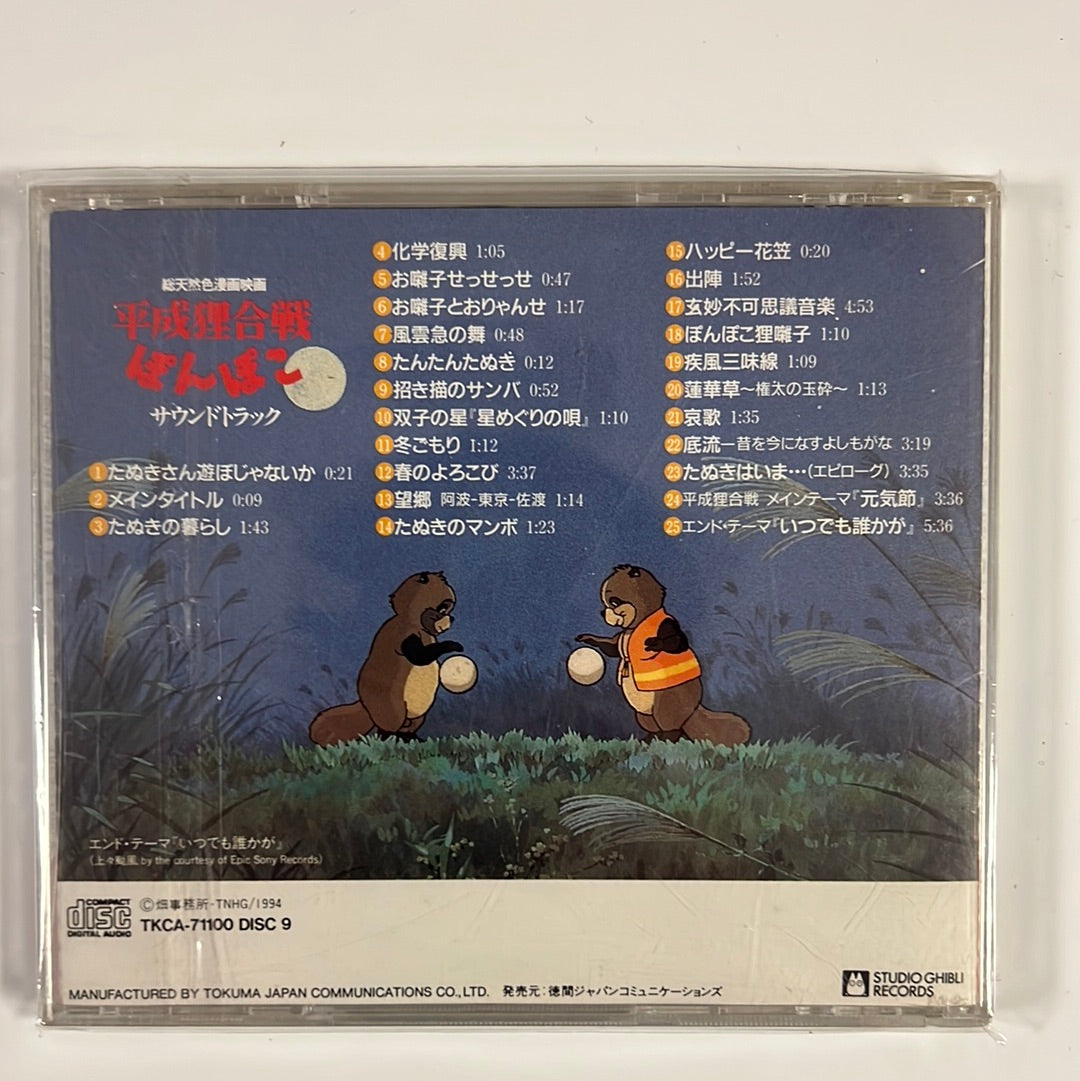 総天然色漫画映画
平成狸合戦
ぽんぽこ
サウンドトラック
1 たぬきさん遊ぼじゃないか 0:21
2 メインタイトル 0:09
3 たぬきの暮らし 1:43
4 化学復興 1:05
5 お囃子せっせっせ 0:47
6 お囃子とおりゃんせ 1:17
7 風雲急の舞 0:48
8 たんたんたぬき 0:12
9 招き描のサンバ 0:52
10 双子の星『星めぐりの唄』 1:10
11 冬ごもり 1:12
12 春のよろこび 3:37
13 望郷 阿波-東京-佐渡 1:14
14 たぬきのマンボ 1:23
15 ハッピー花笠 0:20
16 出陣 1:52
17 玄妙不可思議音楽 4:53
18 ぽんぽこ狸囃子 1:10
19 疾風三味線 1:09
20 蓮華草〜権太の玉砕〜 1:13
21 哀歌 1:35
22 底流ー昔を今になすよしもがな 3:19
23 たぬきはいま…(エピローグ) 3:35
24 平成狸合戦 メインテーマ『元気節』 3:36
25 エンド・テーマ『いつでも誰かが』 5:36
エンド・テーマ『いつでも誰かが』
(上々颱風 by the courtesy of Epic Sony Records)
COMPACT
disc
DIGITAL AUDIO
©畑事務所-TNHG/1994
TKCA-71100 DISC 9
STUDIO GHIBLI
RECORDS
MANUFACTURED BY TOKUMA JAPAN COMMUNICATIONS CO.,LTD. 発売元:徳間ジャパンコミュニケーションズ